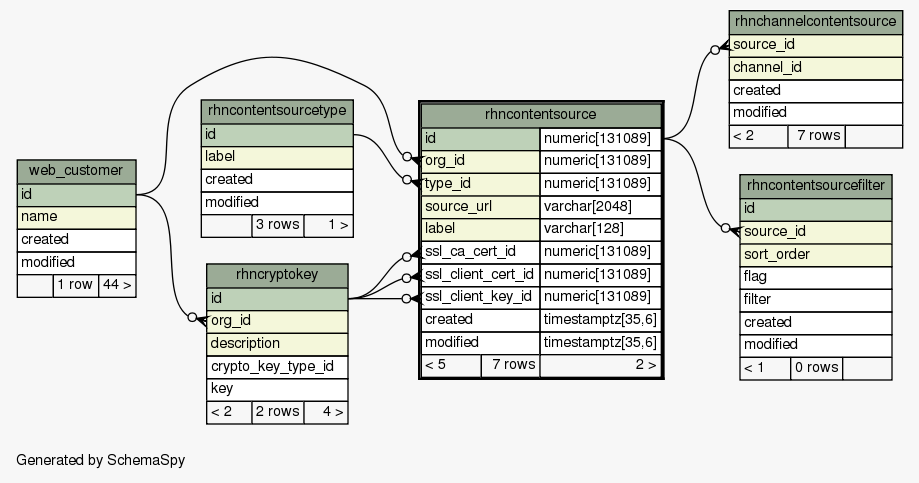 web_customer
id
name
created
modified
1 row 44 >
rhncontentsourcetype
id
label
created
modified
3 rows 1 >
rhncryptokey
id
org_id
description
crypto_key_type_id
key
< 2 2 rows 4 >
rhncontentsource
id numeric[131089]
org_id numeric[131089]
type_id numeric[131089]
source_url varchar[2048]
label varchar[128]
ssl_ca_cert_id numeric[131089]
ssl_client_cert_id numeric[131089]
ssl_client_key_id numeric[131089]
created timestamptz[35,6]
modified timestamptz[35,6]
< 5 7 rows 2 >
rhnchannelcontentsource
source_id
channel_id
created
modified
< 2 7 rows
rhncontentsourcefilter
id
source_id
sort_order
flag
filter
created
modified
< 1 0 rows
Generated by SchemaSpy